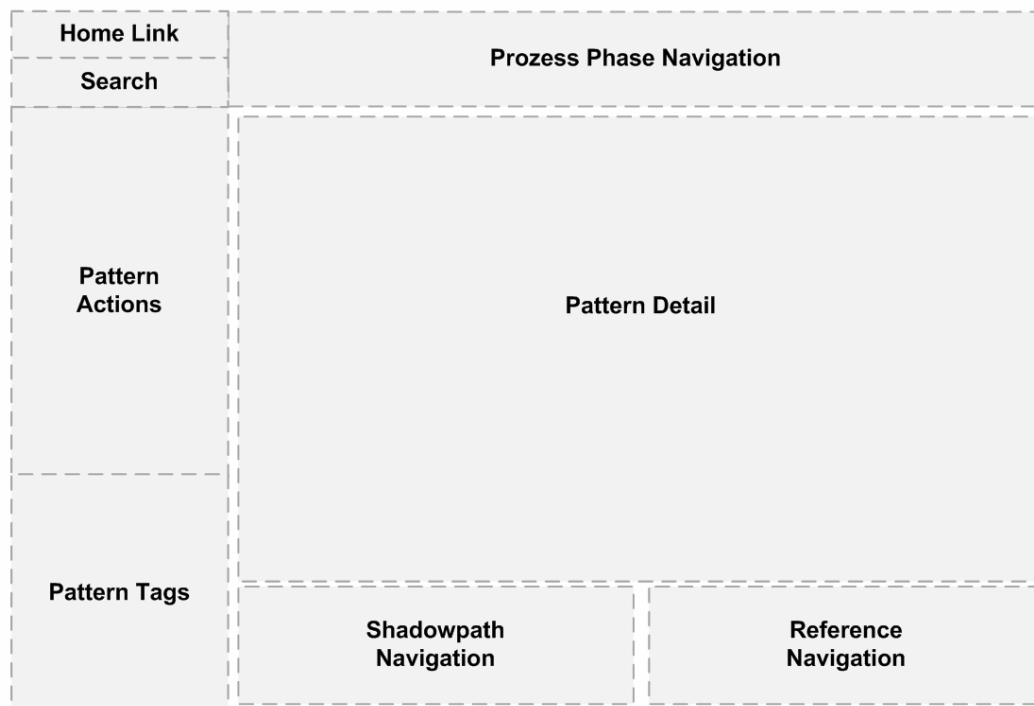 Home Link
Prozess Phase Navigation
Search
Pattern
Actions
Pattern Detail
Pattern Tags
Shadowpath
Navigation
Reference
Navigation